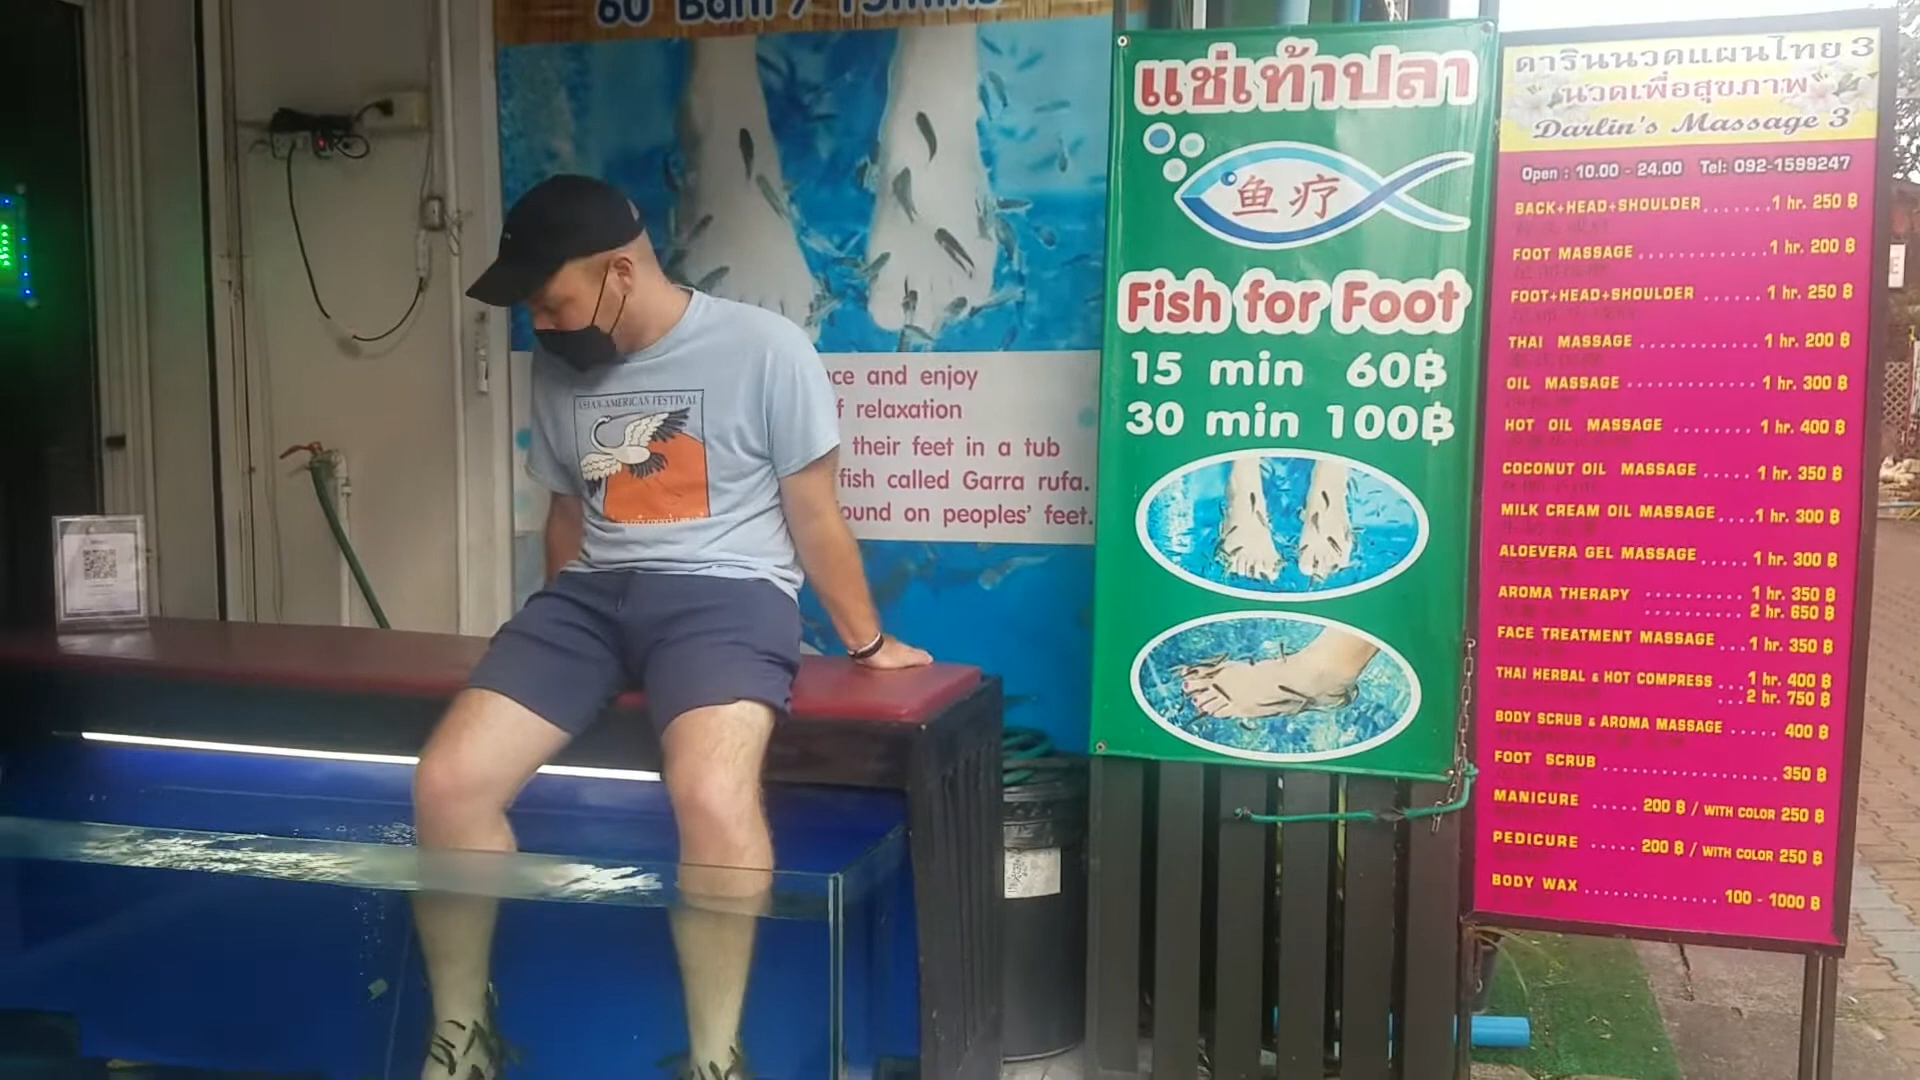 60 Baht / 15mins
nce and enjoy
f relaxation
their feet in a tub
fish called Garra rufa.
ound on peoples' feet.
ASIAN-AMERICAN FESTIVAL
แช่เท้าปลา
鱼疗
Fish for Foot
15 min 60฿
30 min 100฿
ดารินนวดแผนไทย 3
นวดเพื่อสุขภาพ
Darlin's Massage 3
Open : 10.00 - 24.00 Tel: 092-1599247
BACK+HEAD+SHOULDER.......1 hr. 250 ฿
FOOT MASSAGE .............1 hr. 200 ฿
FOOT+HEAD+SHOULDER ......1 hr. 250 ฿
THAI MASSAGE ............1 hr. 200 ฿
OIL MASSAGE .............1 hr. 300 ฿
HOT OIL MASSAGE ........1 hr. 400 ฿
COCONUT OIL MASSAGE .....1 hr. 350 ฿
MILK CREAM OIL MASSAGE....1 hr. 300 ฿
ALOEVERA GEL MASSAGE .....1 hr. 300 ฿
AROMA THERAPY ..........1 hr. 350 ฿
..........2 hr. 650 ฿
FACE TREATMENT MASSAGE ...1 hr. 350 ฿
THAI HERBAL & HOT COMPRESS ...1 hr. 400 ฿
...2 hr. 750 ฿
BODY SCRUB & AROMA MASSAGE ..... 400 ฿
FOOT SCRUB...................350 ฿
MANICURE ..... 200 ฿ / WITH COLOR 250 ฿
PEDICURE ..... 200 ฿ / WITH COLOR 250 ฿
BODY WAX ............. 100 - 1000 ฿